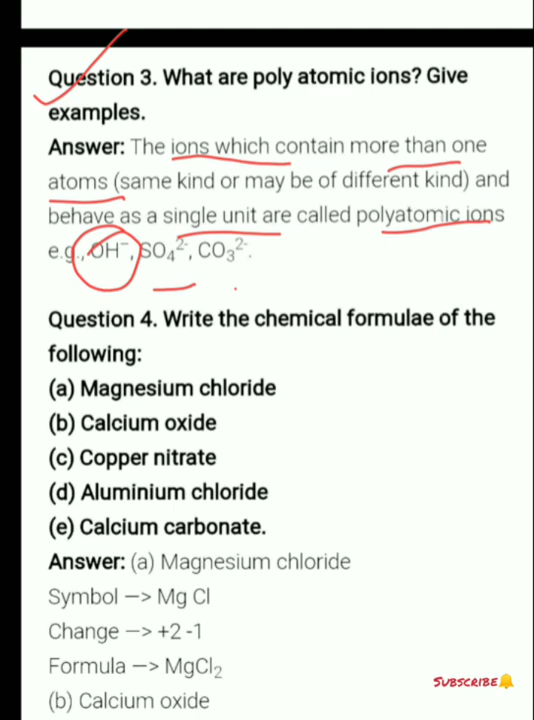 Question 3. What are poly atomic ions? Give
examples.
Answer: The ions which contain more than one
atoms (same kind or may be of different kind) and
behave as a single unit are called polyatomic ions
e.g., OH⁻, SO₄²⁻, CO₃²⁻.
Question 4. Write the chemical formulae of the
following:
(a) Magnesium chloride
(b) Calcium oxide
(c) Copper nitrate
(d) Aluminium chloride
(e) Calcium carbonate.
Answer: (a) Magnesium chloride
Symbol —> Mg Cl
Change —> +2 -1
Formula —> MgCl₂
SUBSCRIBE
(b) Calcium oxide